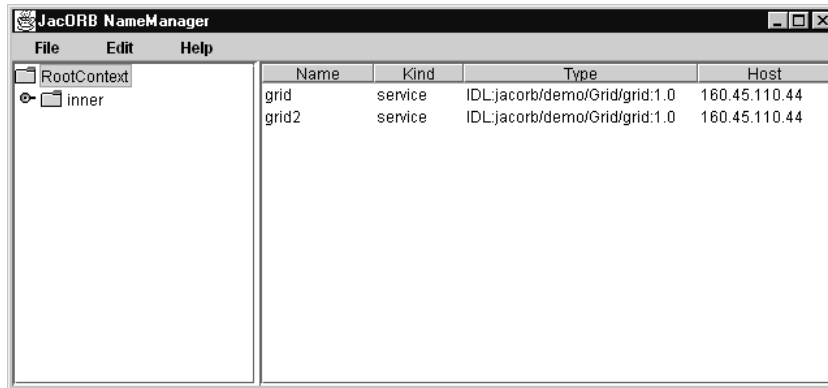 JacORB NameManager
File Edit Help
RootContext
inner
Name Kind Type Host
grid service IDL:jacorb/demo/Grid/grid:1.0 160.45.110.44
grid2 service IDL:jacorb/demo/Grid/grid:1.0 160.45.110.44